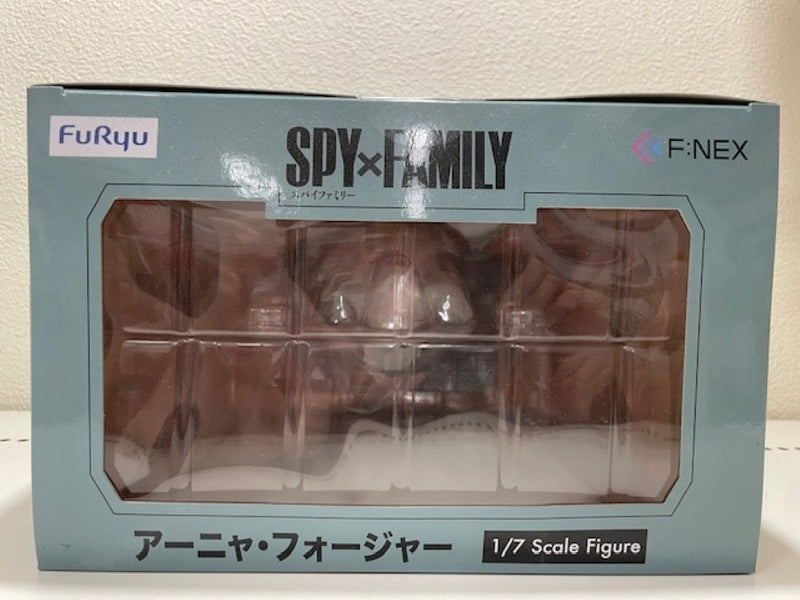 FuRyu
SPY×FAMILY
スパイファミリー
F:NEX
アーニャ・フォージャー
1/7 Scale Figure